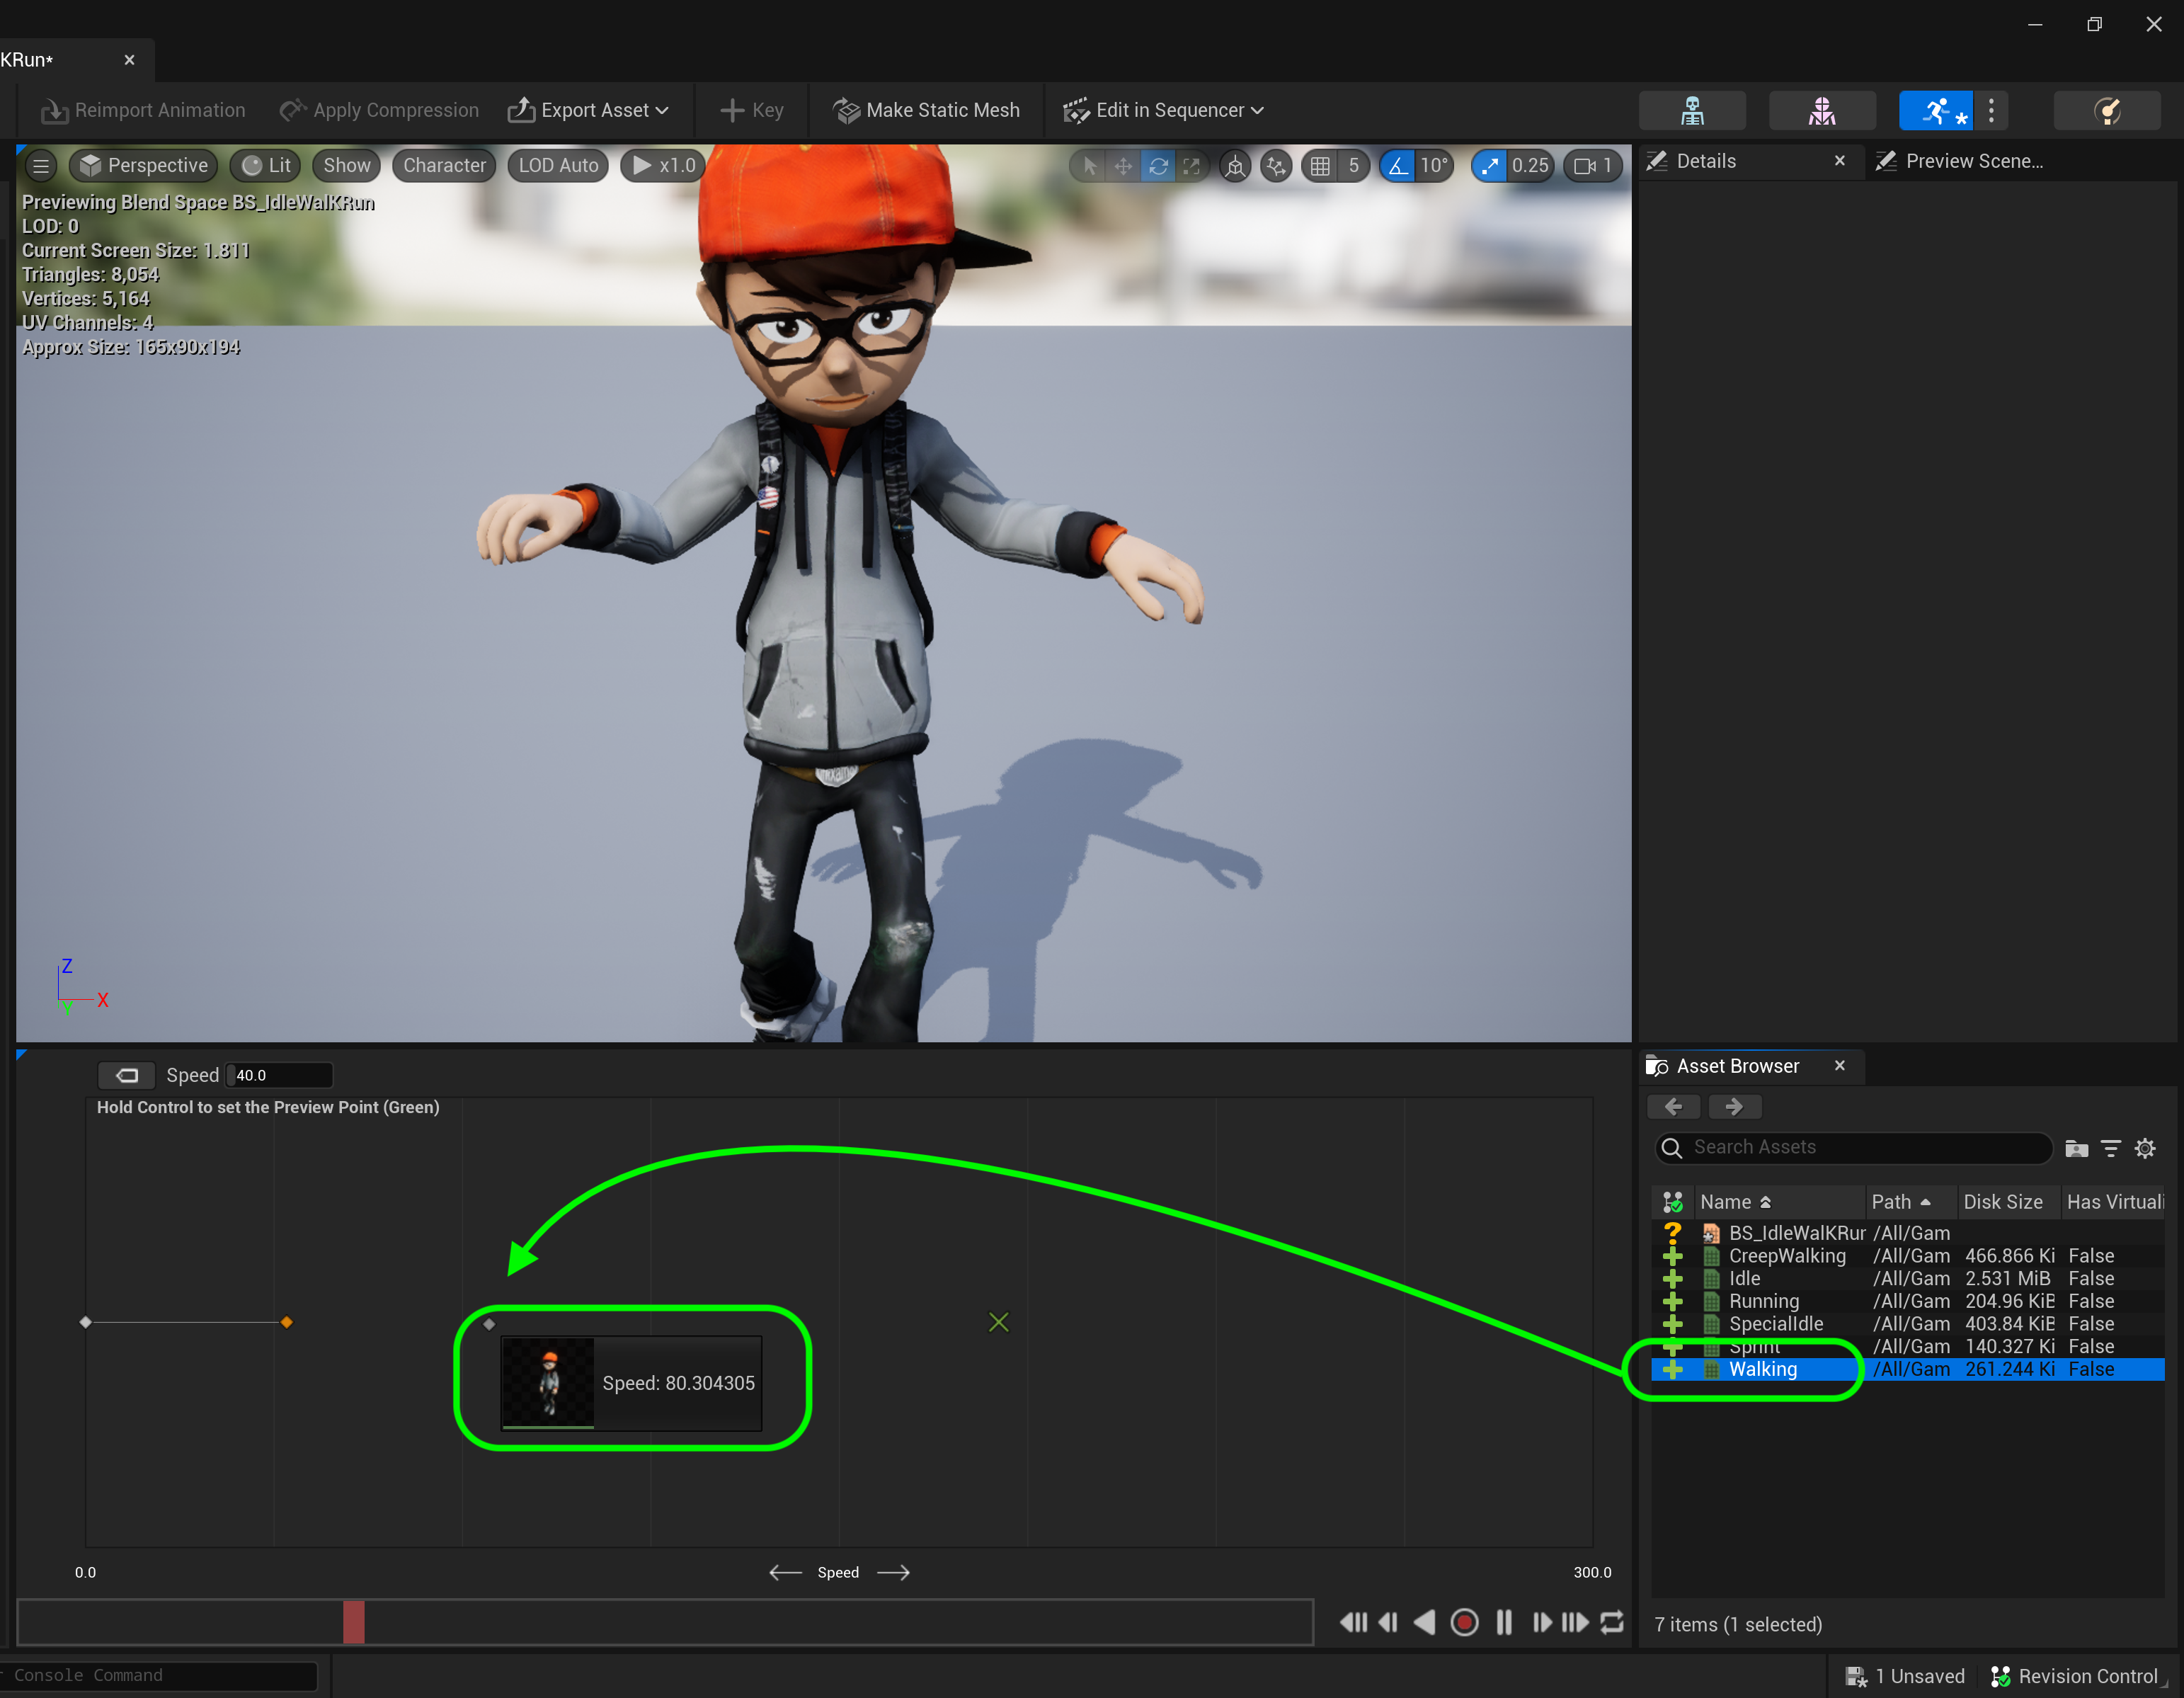 KRun*
Reimport Animation
Apply Compression
Export Asset
Key
Make Static Mesh
Edit in Sequencer
Perspective
Lit
Show
Character
LOD Auto
x1.0
5
10°
0.25
1
Details
Preview Scene...
Previewing Blend Space BS_IdleWalKRun
LOD: 0
Current Screen Size: 1.811
Triangles: 8,054
Vertices: 5,164
UV Channels: 4
Approx Size: 165x90x194
Z
X
Y
Speed
40.0
Hold Control to set the Preview Point (Green)
Speed: 80.304305
0.0
Speed
300.0
Asset Browser
Search Assets
Name Path Disk Size Has Virtuali
BS_IdleWalKRur /All/Gam
CreepWalking /All/Gam 466.866 Ki False
Idle /All/Gam 2.531 MiB False
Running /All/Gam 204.96 KiB False
SpecialIdle /All/Gam 403.84 KiB False
Sprint /All/Gam 140.327 Ki False
Walking /All/Gam 261.244 Ki False
7 items (1 selected)
Console Command
1 Unsaved
Revision Control